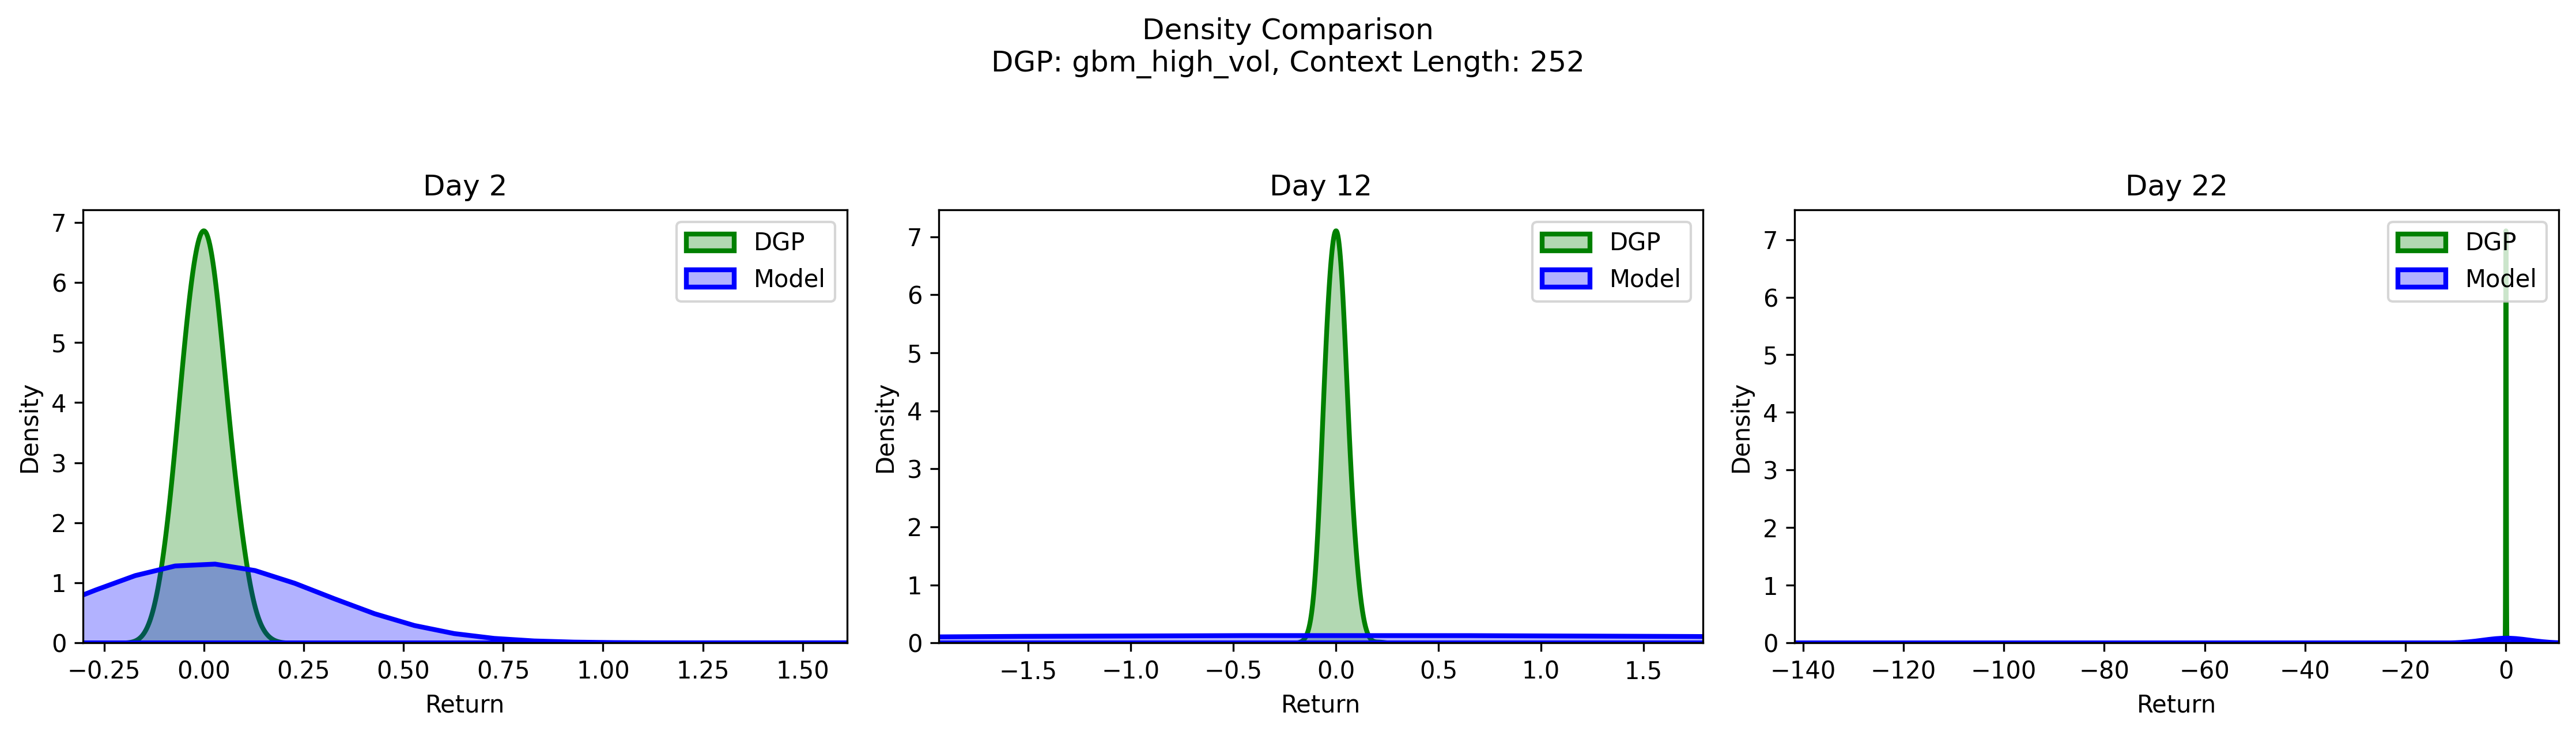 Density Comparison
DGP: gbm_high_vol, Context Length: 252
Day 2
7
6
5
4
3
2
1
0
Density
DGP
Model
−0.25 0.00 0.25 0.50 0.75 1.00 1.25 1.50
Return
Day 12
7
6
5
4
3
2
1
0
Density
DGP
Model
−1.5 −1.0 −0.5 0.0 0.5 1.0 1.5
Return
Day 22
7
6
5
4
3
2
1
0
Density
DGP
Model
−140 −120 −100 −80 −60 −40 −20 0
Return